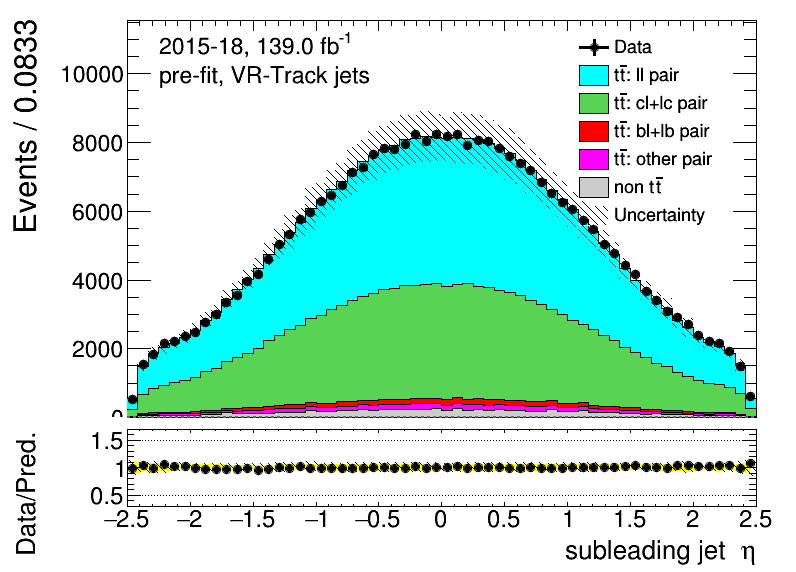 Events / 0.0833
10000
8000
6000
4000
2000
0
2015-18, 139.0 fb-1
pre-fit, VR-Track jets
Data
tt̄: ll pair
tt̄: cl+lc pair
tt̄: bl+lb pair
tt̄: other pair
non tt̄
Uncertainty
Data/Pred.
1.5
1
0.5
−2.5 −2 −1.5 −1 −0.5 0 0.5 1 1.5 2 2.5
subleading jet η